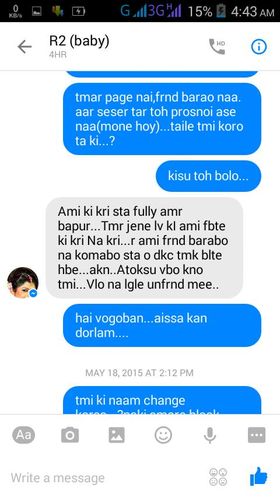 0
KB/s
G 3G H 15% 4:43 AM
R2 (baby)
4HR
HD
tmar page nai,frnd barao naa.
aar seser tar toh prosnoi ase
naa(mone hoy)...taile tmi koro
ta ki...?
kisu toh bolo...
Ami ki kri sta fully amr
bapur...Tmr jene lv kI ami fbte
ki kri Na kri...r ami frnd barabo
na komabo sta o dkc tmk blte
hbe...akn..Atoksu vbo kno
tmi...Vlo na lgle unfrnd mee..
hai vogoban...aissa kan
dorlam....
MAY 18, 2015 AT 2:12 PM
tmi ki naam change
Aa
Write a message